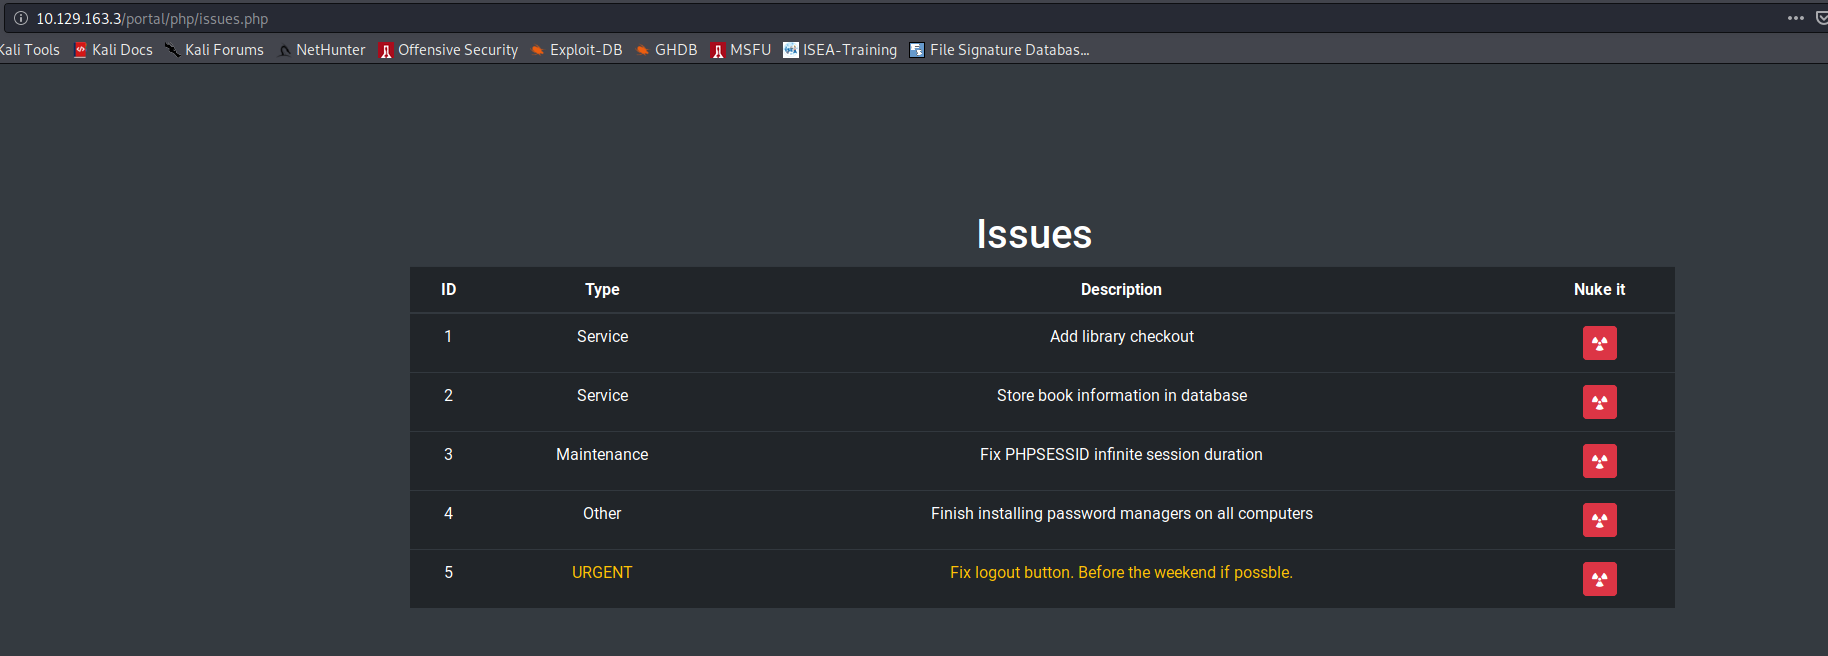 10.129.163.3/portal/php/issues.php
Kali Tools Kali Docs Kali Forums NetHunter Offensive Security Exploit-DB GHDB MSFU ISEA-Training File Signature Databas...
Issues
ID Type Description Nuke it
1 Service Add library checkout
2 Service Store book information in database
3 Maintenance Fix PHPSESSID infinite session duration
4 Other Finish installing password managers on all computers
5 URGENT Fix logout button. Before the weekend if possble.